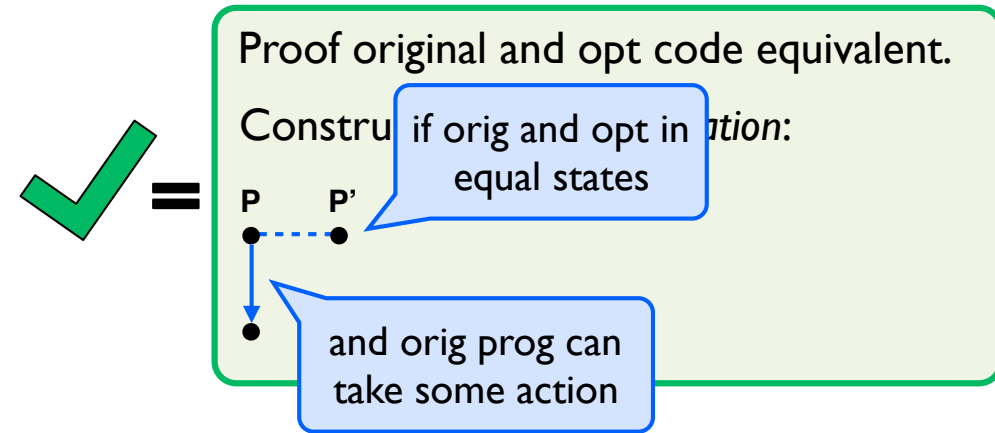 Proof original and opt code equivalent.
Constru ation:
if orig and opt in
equal states
=
P P’
and orig prog can
take some action